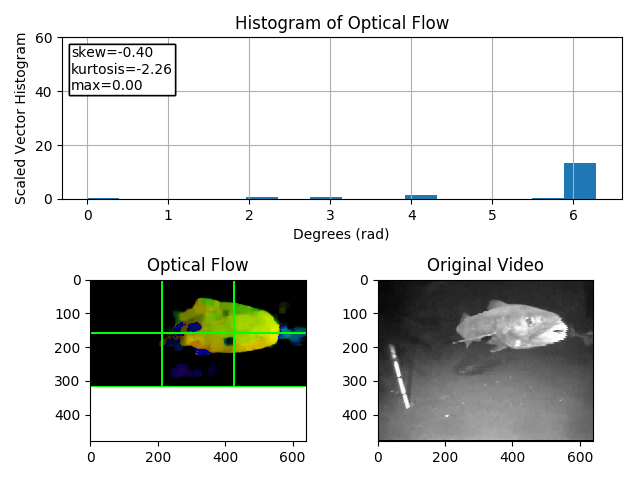 Histogram of Optical Flow
Scaled Vector Histogram
60
40
20
0
skew=-0.40
kurtosis=-2.26
max=0.00
0 1 2 3 4 5 6
Degrees (rad)
Optical Flow
0
100
200
300
400
0 200 400 600
Original Video
0
100
200
300
400
0 200 400 600